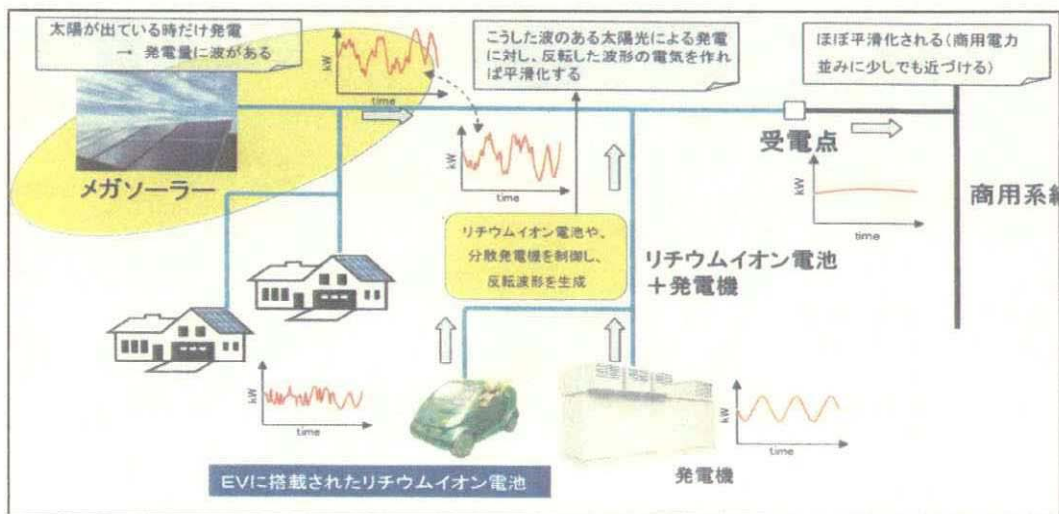 太陽が出ている時だけ発電
→ 発電量に波がある
kW
time
こうした波のある太陽光による発電
に対し、反転した波形の電気を作れ
ば平滑化する
ほぼ平滑化される(商用電力
並みに少しでも近づける)
メガソーラー
kW
time
受電点
kW
time
商用系統
リチウムイオン電池や、
分散発電機を制御し、
反転波形を生成
リチウムイオン電池
＋発電機
kW
time
EVに搭載されたリチウムイオン電池
kW
time
発電機